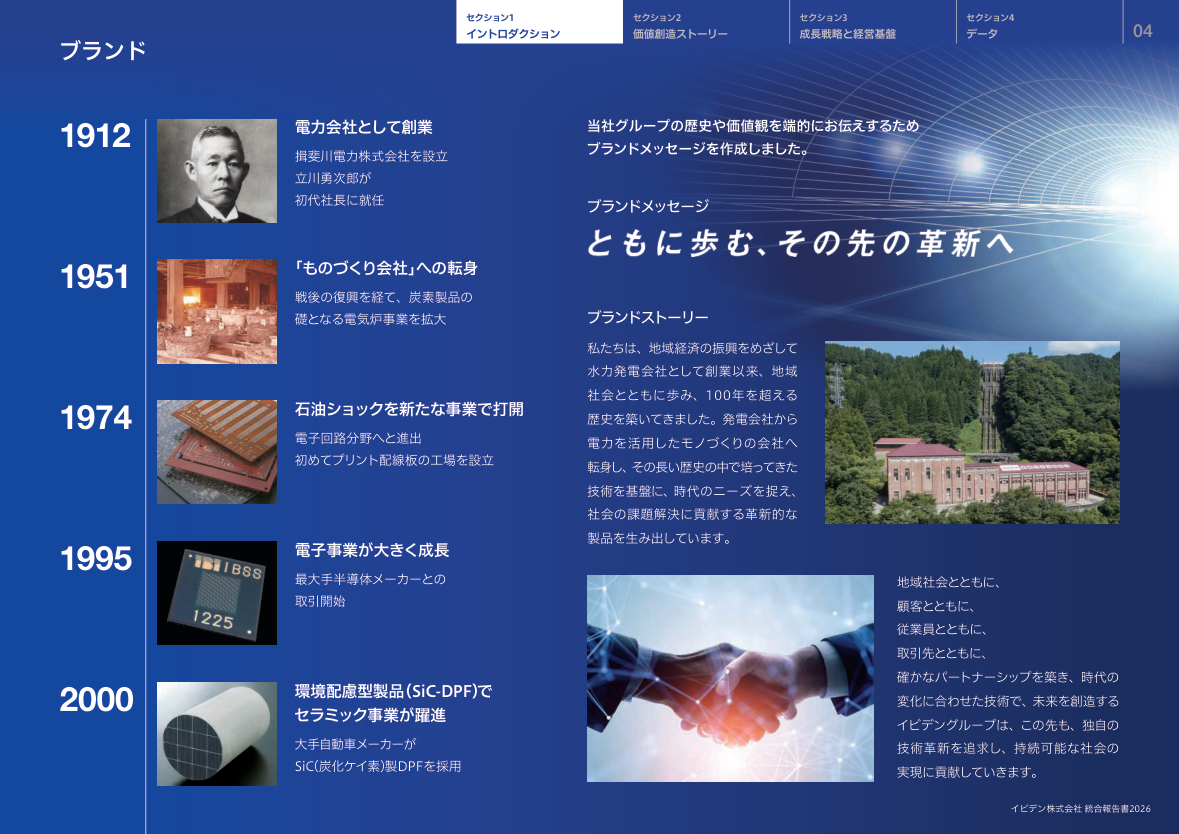 ブランド
セクション1
イントロダクション
セクション2
価値創造ストーリー
セクション3
成長戦略と経営基盤
セクション4
データ
04
1912
電力会社として創業
揖斐川電力株式会社を設立
立川勇次郎が
初代社長に就任
1951
「ものづくり会社」への転身
戦後の復興を経て、炭素製品の
礎となる電気炉事業を拡大
1974
石油ショックを新たな事業で打開
電子回路分野へと進出
初めてプリント配線板の工場を設立
1995
IBIIBSS
1225
電子事業が大きく成長
最大手半導体メーカーとの
取引開始
2000
環境配慮型製品(SiC-DPF)で
セラミック事業が躍進
大手自動車メーカーが
SiC(炭化ケイ素)製DPFを採用
当社グループの歴史や価値観を端的にお伝えするため
ブランドメッセージを作成しました。
ブランドメッセージ
ともに歩む、その先の革新へ
ブランドストーリー
私たちは、地域経済の振興をめざして
水力発電会社として創業以来、地域
社会とともに歩み、100年を超える
歴史を築いてきました。発電会社から
電力を活用したモノづくりの会社へ
転身し、その長い歴史の中で培ってきた
技術を基盤に、時代のニーズを捉え、
社会の課題解決に貢献する革新的な
製品を生み出しています。
地域社会とともに、
顧客とともに、
従業員とともに、
取引先とともに、
確かなパートナーシップを築き、時代の
変化に合わせた技術で、未来を創造する
イビデングループは、この先も、独自の
技術革新を追求し、持続可能な社会の
実現に貢献していきます。
イビデン株式会社 統合報告書2026